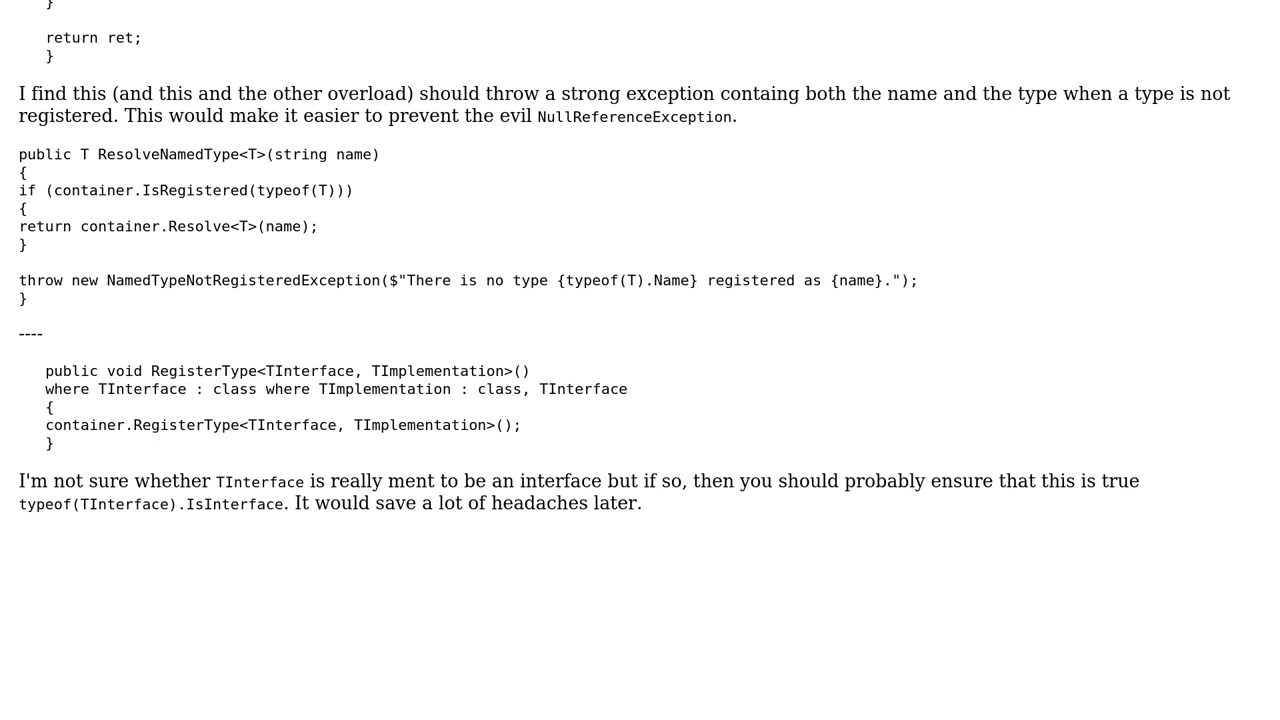 }
return ret;
}
I find this (and this and the other overload) should throw a strong exception containg both the name and the type when a type is not
registered. This would make it easier to prevent the evil NullReferenceException.
public T ResolveNamedType<T>(string name)
{
if (container.IsRegistered(typeof(T)))
{
return container.Resolve<T>(name);
}
throw new NamedTypeNotRegisteredException($"There is no type {typeof(T).Name} registered as {name}.");
}
----
public void RegisterType<TInterface, TImplementation>()
where TInterface : class where TImplementation : class, TInterface
{
container.RegisterType<TInterface, TImplementation>();
}
I'm not sure whether TInterface is really ment to be an interface but if so, then you should probably ensure that this is true
typeof(TInterface).IsInterface. It would save a lot of headaches later.